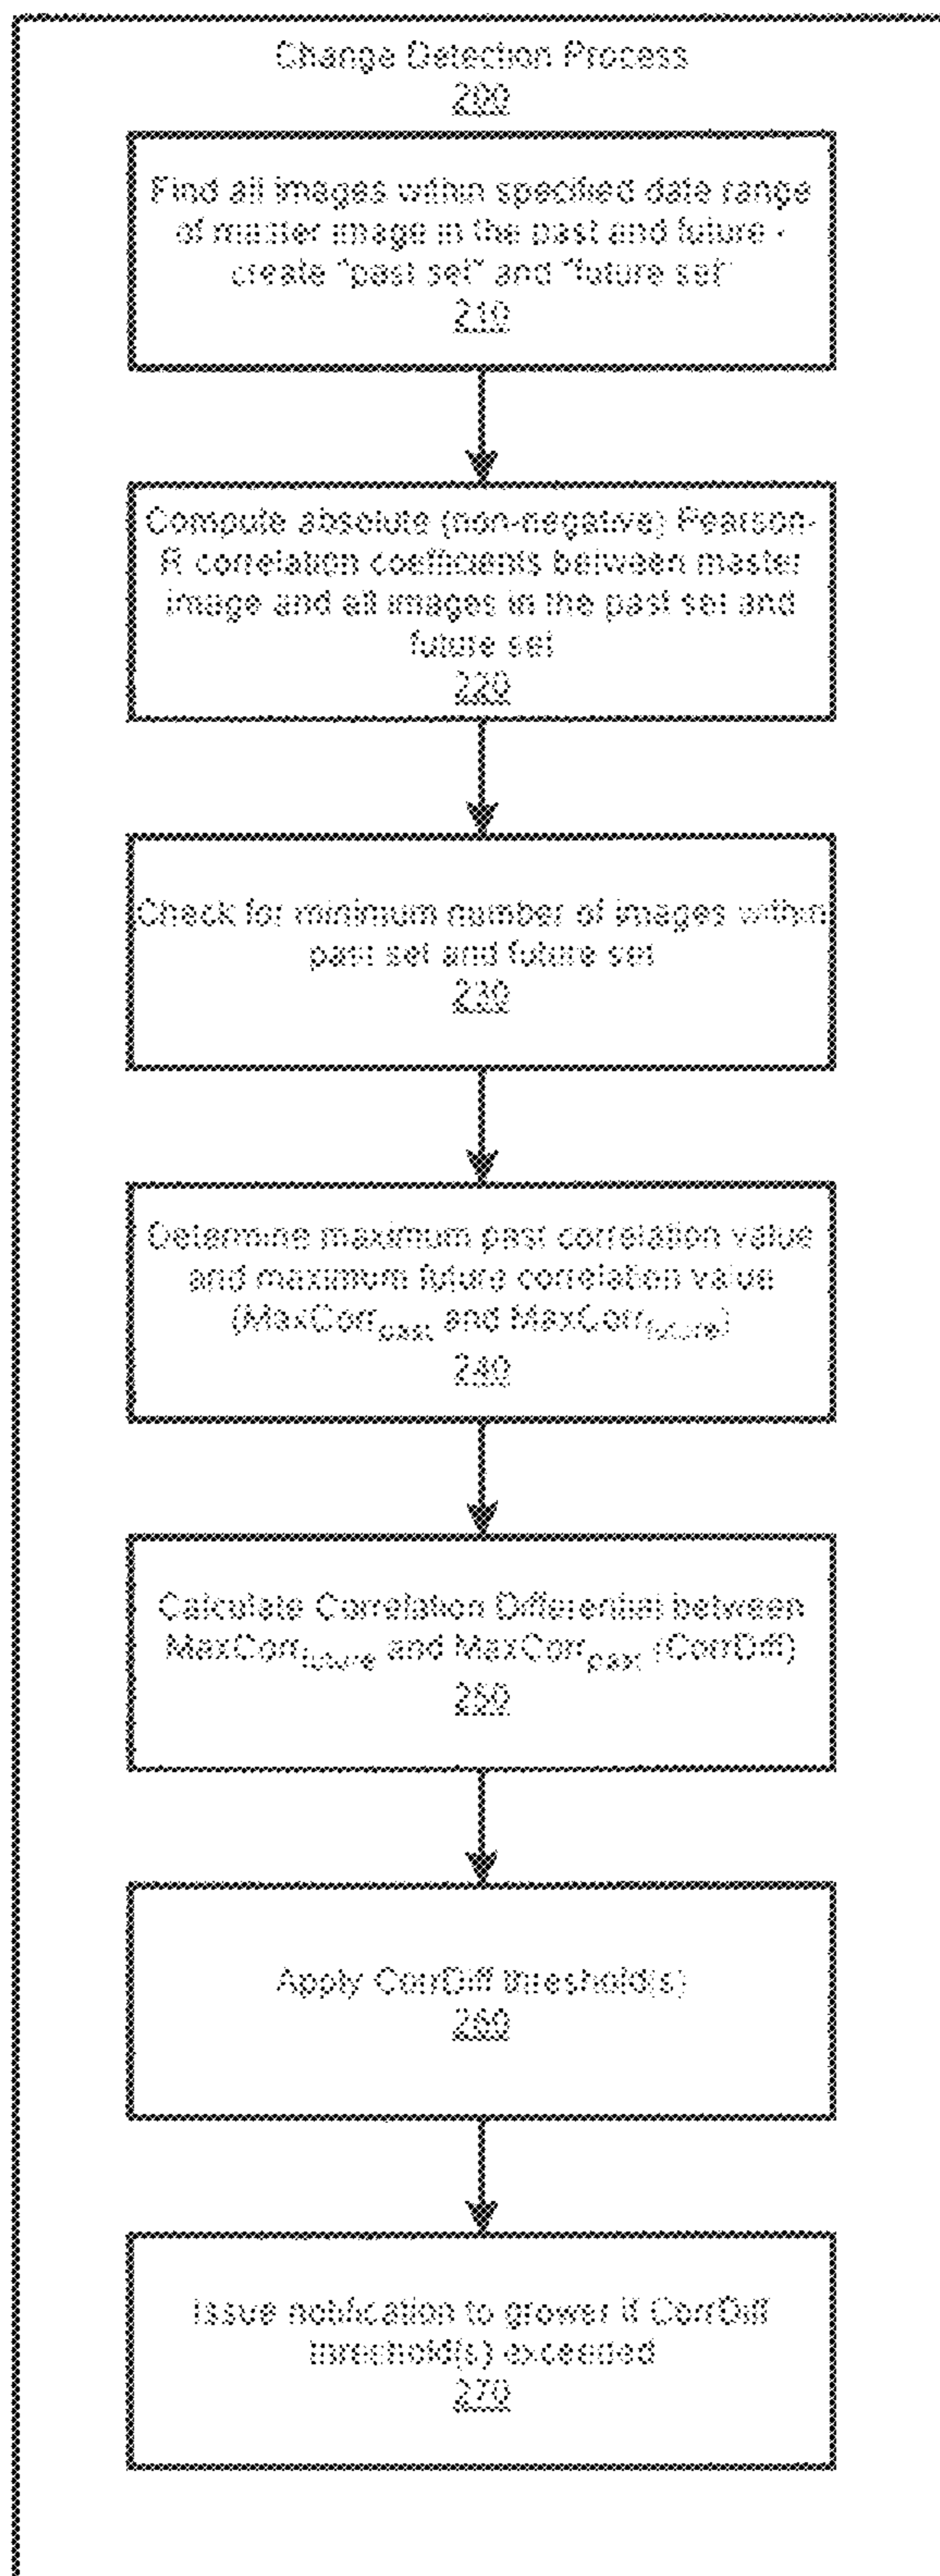 Change Detection Process
200
Find all images within specified date range
of master image in the past and future -
create "past set" and "future set"
210
Compute absolute (non-negative) Pearson-
R correlation coefficients between master
image and all images in the past set and
future set
220
Check for minimum number of images within
past set and future set
230
Determine maximum past correlation value
and maximum future correlation value
(MaxCorrpast and MaxCorrfuture)
240
Calculate Correlation Differential between
MaxCorrfuture and MaxCorrpast (CorrDiff)
250
Apply CorrDiff threshold(s)
260
Issue notification to grower if CorrDiff
threshold(s) exceeded
270